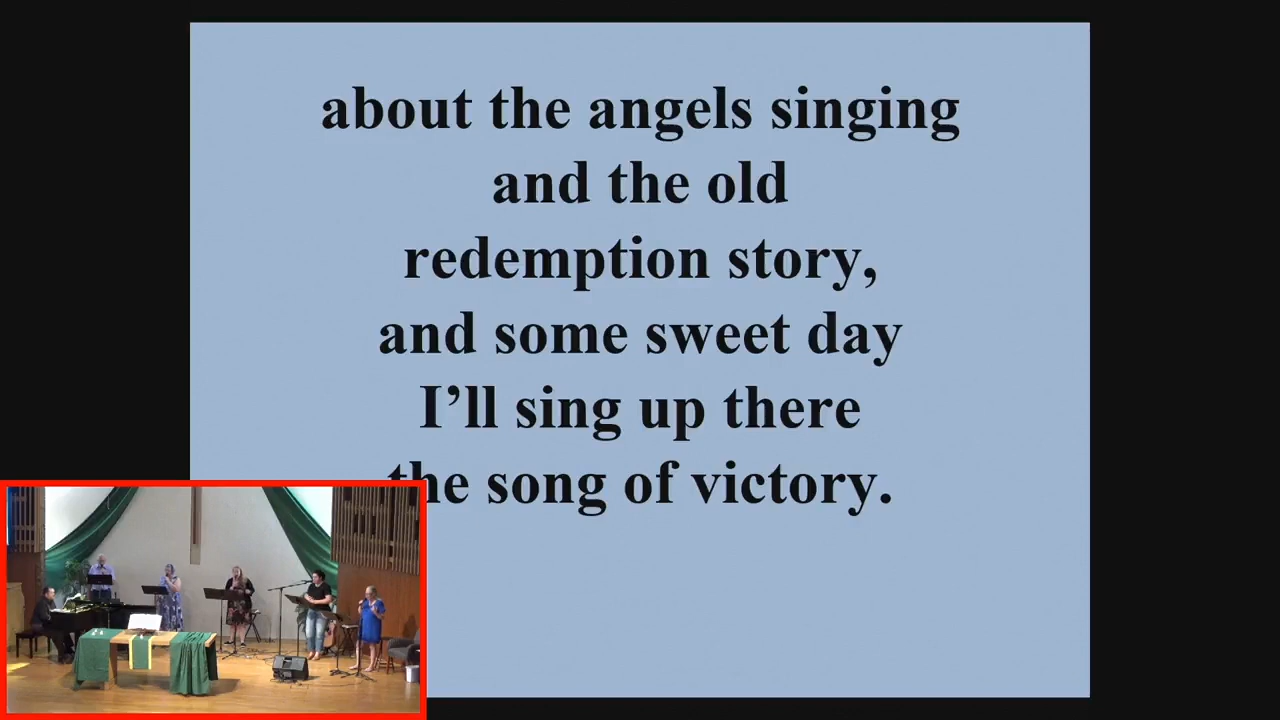 about the angels singing
and the old
redemption story,
and some sweet day
I’ll sing up there
the song of victory.